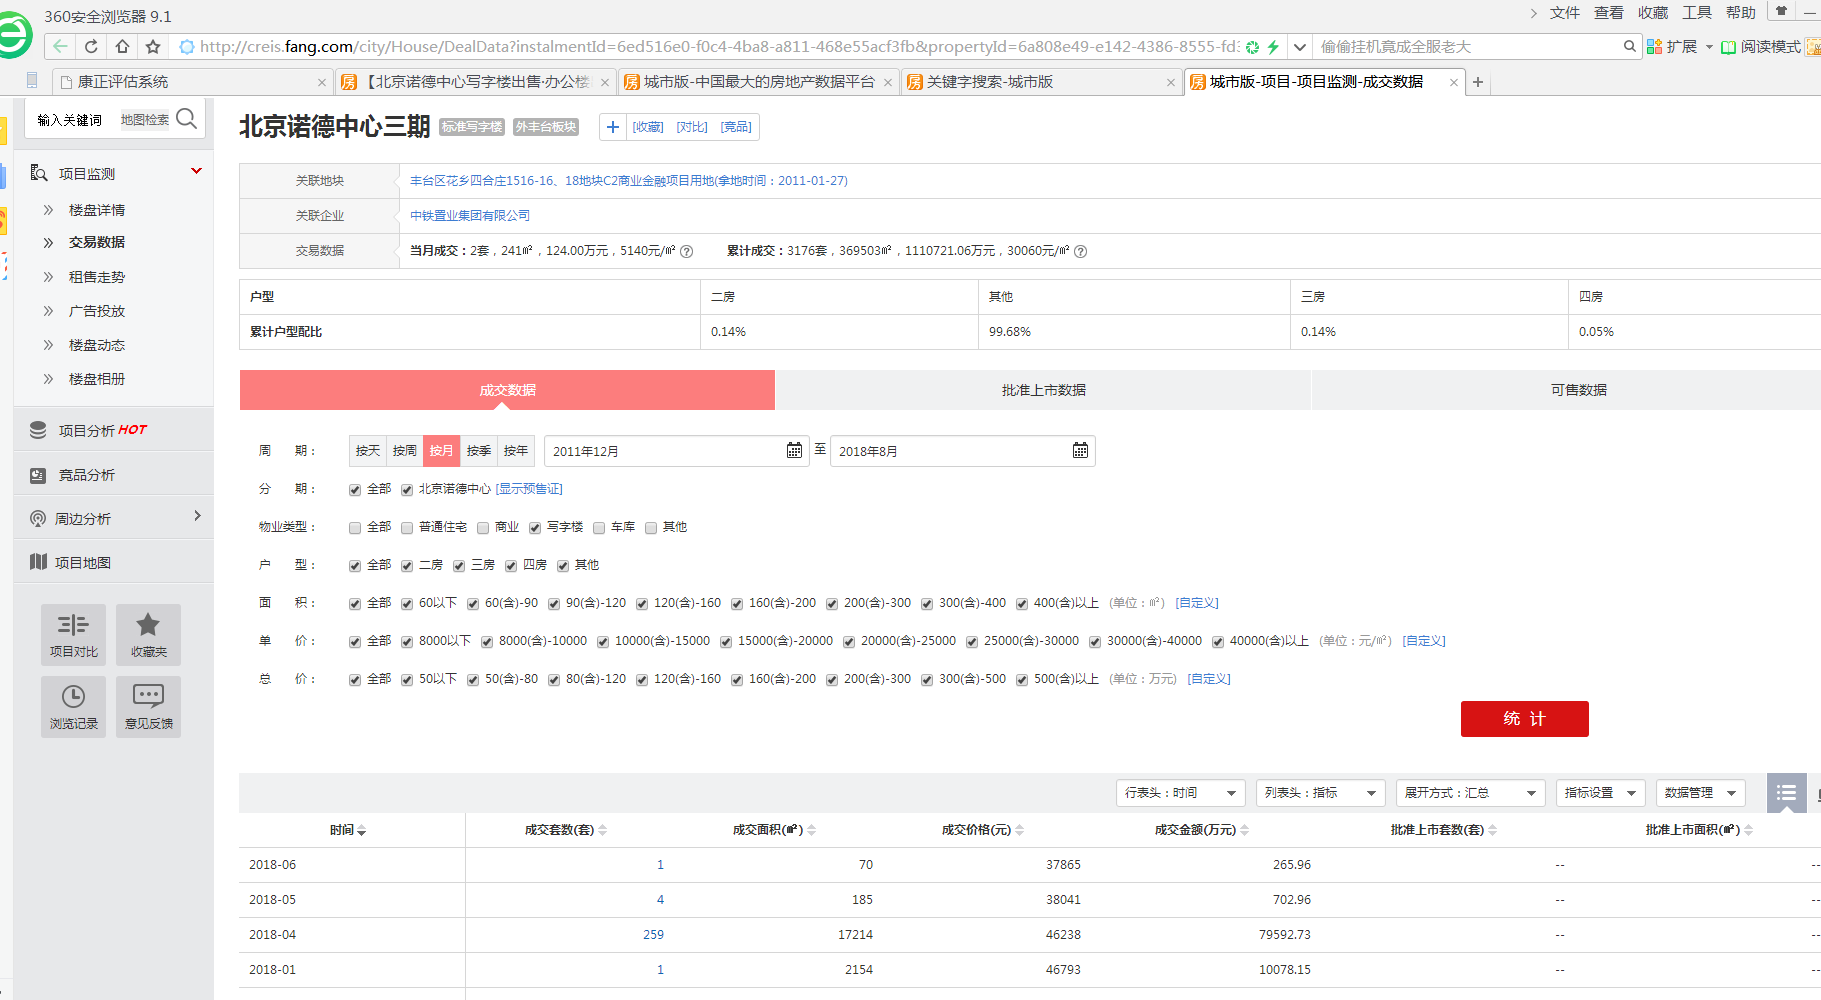 360安全浏览器 9.1
文件 查看 收藏 工具 帮助
http://creis.fang.com/city/House/DealData?instalmentId=6ed516e0-f0c4-4ba8-a811-468e55acf3fb&propertyId=6a808e49-e142-4386-8555-fd3
偷偷挂机竟成全服老大
扩展
阅读模式
康正评估系统
【北京诺德中心写字楼出售·办公楼
城市版-中国最大的房地产数据平台
关键字搜索-城市版
城市版-项目-项目监测-成交数据
输入关键词 地图检索
项目监测
楼盘详情
交易数据
租售走势
广告投放
楼盘动态
楼盘相册
项目分析 HOT
竞品分析
周边分析
项目地图
项目对比 收藏夹
浏览记录 意见反馈
北京诺德中心三期 标准写字楼 外丰台板块 + [收藏] [对比] [竞品]
关联地块 丰台区花乡四合庄1516-16、18地块C2商业金融项目用地(拿地时间：2011-01-27)
关联企业 中铁置业集团有限公司
交易数据 当月成交：2套，241㎡，124.00万元，5140元/㎡ ? 累计成交：3176套，369503㎡，1110721.06万元，30060元/㎡ ?
户型 二房 其他 三房 四房
累计户型配比 0.14% 99.68% 0.14% 0.05%
成交数据 批准上市数据 可售数据
周 期： 按天 按周 按月 按季 按年 2011年12月 至 2018年8月
分 期： 全部 北京诺德中心 [显示预售证]
物业类型： 全部 普通住宅 商业 写字楼 车库 其他
户 型： 全部 二房 三房 四房 其他
面 积： 全部 60以下 60(含)-90 90(含)-120 120(含)-160 160(含)-200 200(含)-300 300(含)-400 400(含)以上 (单位：㎡) [自定义]
单 价： 全部 8000以下 8000(含)-10000 10000(含)-15000 15000(含)-20000 20000(含)-25000 25000(含)-30000 30000(含)-40000 40000(含)以上 (单位：元/㎡) [自定义]
总 价： 全部 50以下 50(含)-80 80(含)-120 120(含)-160 160(含)-200 200(含)-300 300(含)-500 500(含)以上 (单位：万元) [自定义]
统 计
行表头：时间 列表头：指标 展开方式：汇总 指标设置 数据管理
时间 成交套数(套) 成交面积(㎡) 成交价格(元) 成交金额(万元) 批准上市套数(套) 批准上市面积(㎡)
2018-06 1 70 37865 265.96 -- --
2018-05 4 185 38041 702.96 -- --
2018-04 259 17214 46238 79592.73 -- --
2018-01 1 2154 46793 10078.15 -- --